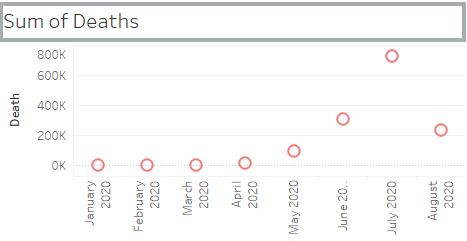 Sum of Deaths
800K
600K
400K
200K
0K
Death
January
2020
February
2020
March
2020
April
2020
May 2020
June 20..
July 2020
August
2020